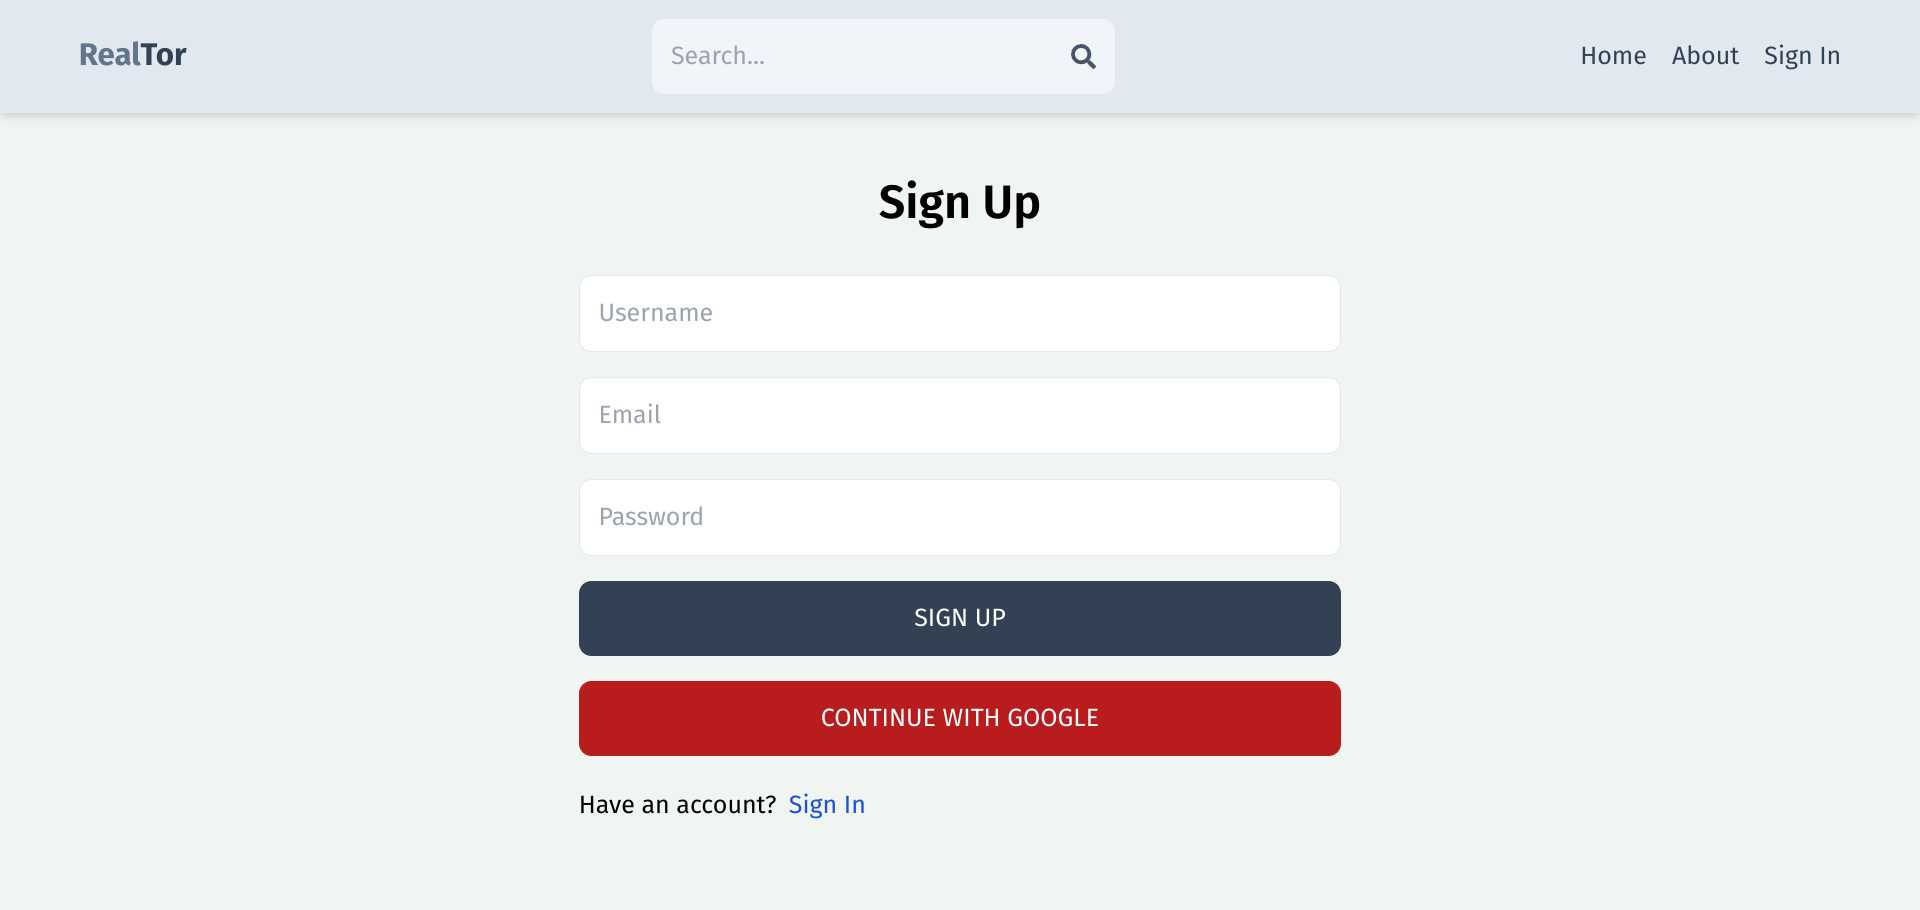 RealTor
Search...
Home About Sign In
Sign Up
Username
Email
Password
SIGN UP
CONTINUE WITH GOOGLE
Have an account? Sign In